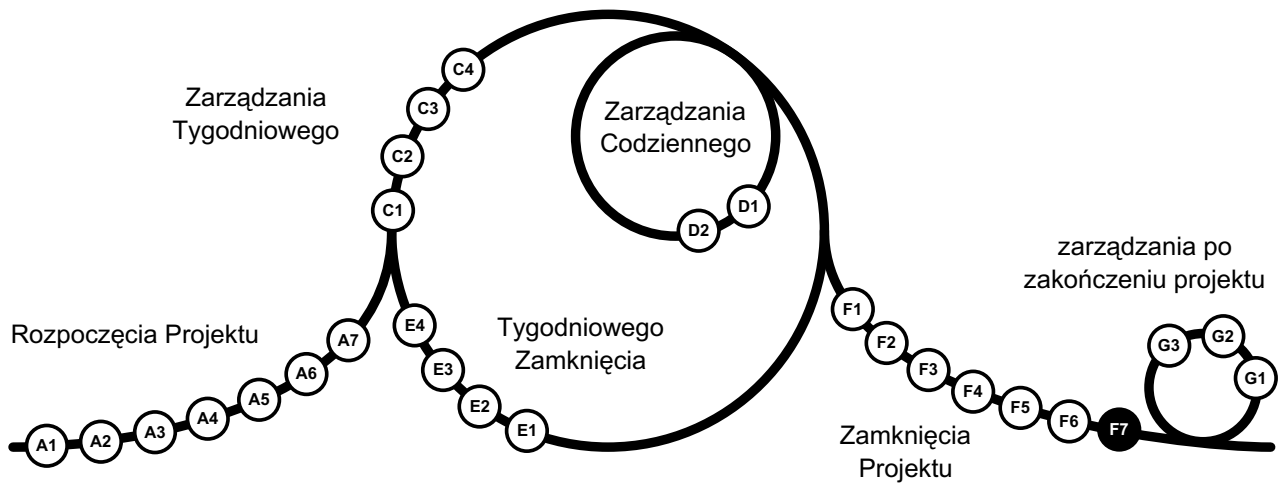 Zarządzania
Tygodniowego
C4
C3
C2
C1
Zarządzania
Codziennego
D1
D2
Rozpoczęcia Projektu
A1
A2
A3
A4
A5
A6
A7
Tygodniowego
Zamknięcia
E4
E3
E2
E1
F1
F2
F3
F4
F5
F6
F7
Zamknięcia
Projektu
zarządzania po
zakończeniu projektu
G3
G2
G1